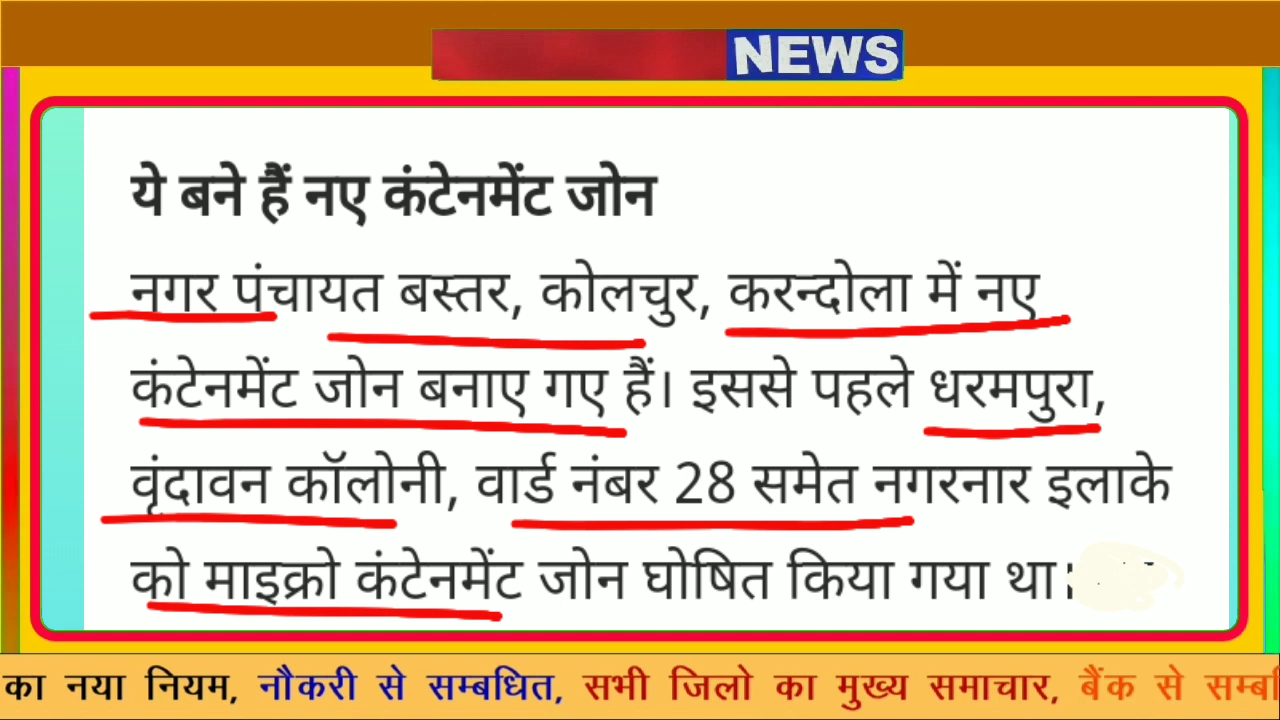 NEWS
ये बने हैं नए कंटेनमेंट जोन
नगर पंचायत बस्तर, कोलचुर, करन्दोला में नए
कंटेनमेंट जोन बनाए गए हैं। इससे पहले धरमपुरा,
वृंदावन कॉलोनी, वार्ड नंबर 28 समेत नगरनार इलाके
को माइक्रो कंटेनमेंट जोन घोषित किया गया था।
का नया नियम, नौकरी से सम्बधित, सभी जिलो का मुख्य समाचार, बैंक से